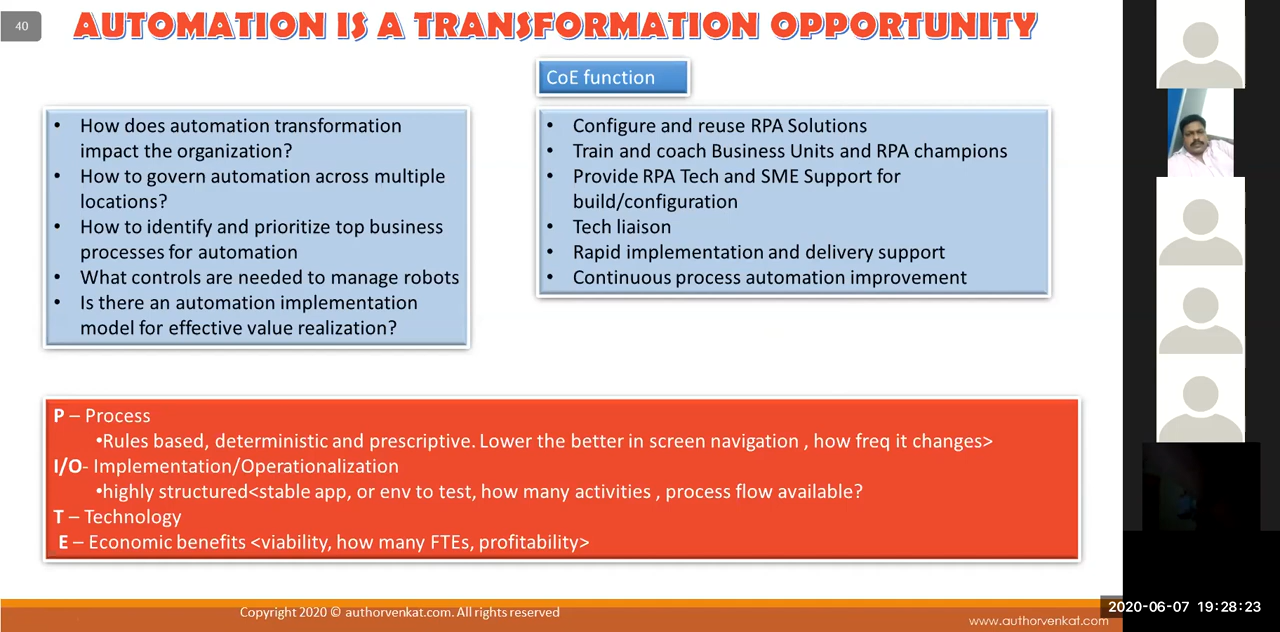 40
AUTOMATION IS A TRANSFORMATION OPPORTUNITY
CoE function
• How does automation transformation
impact the organization?
• How to govern automation across multiple
locations?
• How to identify and prioritize top business
processes for automation
• What controls are needed to manage robots
• Is there an automation implementation
model for effective value realization?
• Configure and reuse RPA Solutions
• Train and coach Business Units and RPA champions
• Provide RPA Tech and SME Support for
build/configuration
• Tech liaison
• Rapid implementation and delivery support
• Continuous process automation improvement
P – Process
•Rules based, deterministic and prescriptive. Lower the better in screen navigation , how freq it changes>
I/O- Implementation/Operationalization
•highly structured<stable app, or env to test, how many activities , process flow available?
T – Technology
E – Economic benefits <viability, how many FTEs, profitability>
Copyright 2020 © authorvenkat.com. All rights reserved
www.authorvenkat.com
2020-06-07 19:28:23